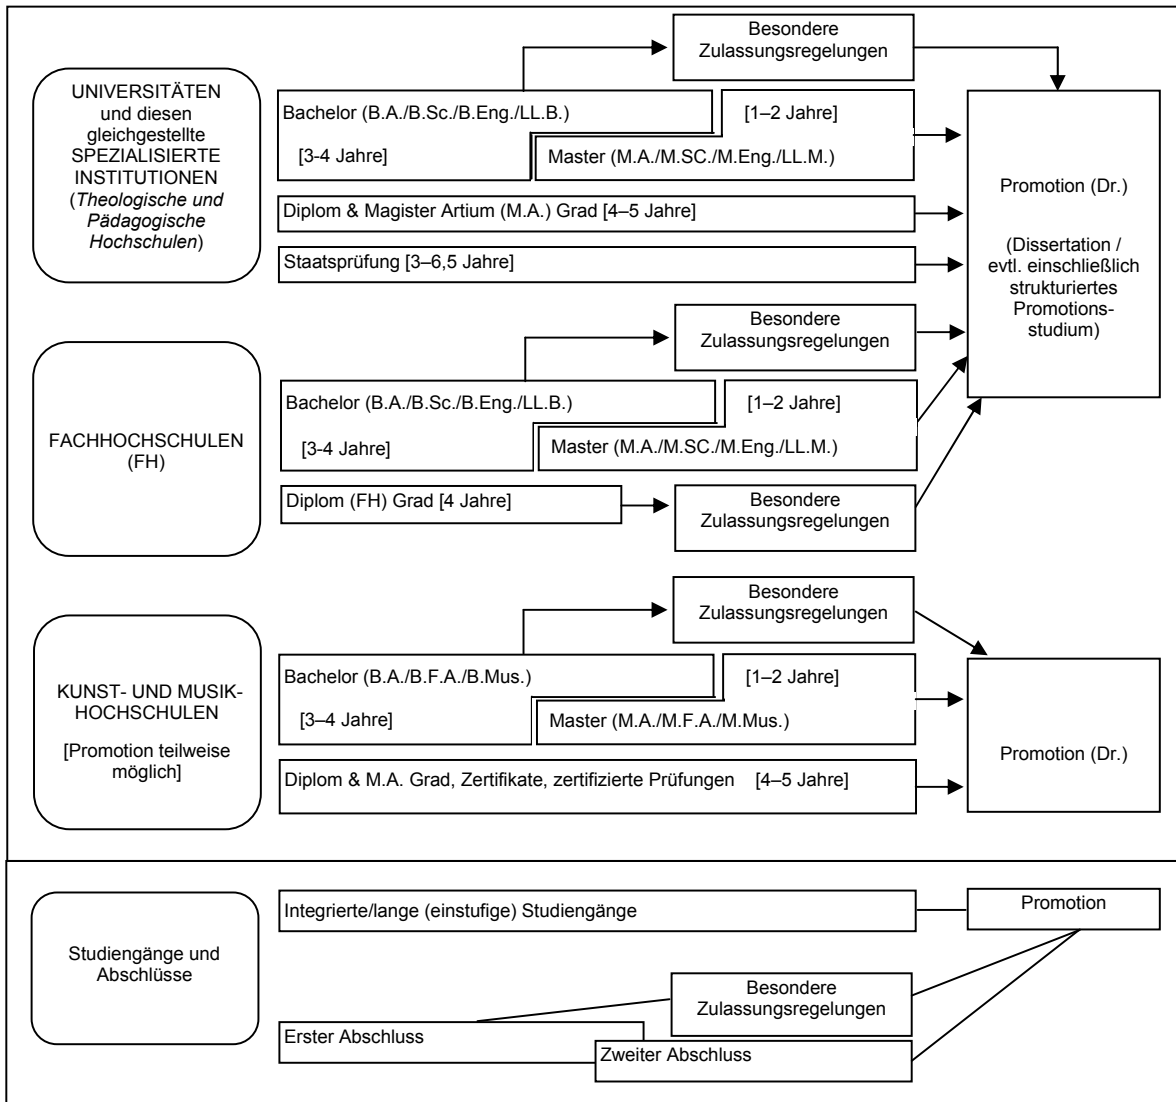 Besondere
Zulassungsregelungen
UNIVERSITÄTEN
und diesen
gleichgestellte
SPEZIALISIERTE
INSTITUTIONEN
(Theologische und
Pädagogische
Hochschulen)
Bachelor (B.A./B.Sc./B.Eng./LL.B.)
[1–2 Jahre]
[3-4 Jahre]
Master (M.A./M.SC./M.Eng./LL.M.)
Diplom & Magister Artium (M.A.) Grad [4–5 Jahre]
Staatsprüfung [3–6,5 Jahre]
Promotion (Dr.)
(Dissertation /
evtl. einschließlich
strukturiertes
Promotions-
studium)
Besondere
Zulassungsregelungen
FACHHOCHSCHULEN
(FH)
Bachelor (B.A./B.Sc./B.Eng./LL.B.)
[1–2 Jahre]
[3-4 Jahre]
Master (M.A./M.SC./M.Eng./LL.M.)
Diplom (FH) Grad [4 Jahre]
Besondere
Zulassungsregelungen
Besondere
Zulassungsregelungen
KUNST- UND MUSIK-
HOCHSCHULEN
[Promotion teilweise
möglich]
Bachelor (B.A./B.F.A./B.Mus.)
[1–2 Jahre]
[3–4 Jahre]
Master (M.A./M.F.A./M.Mus.)
Diplom & M.A. Grad, Zertifikate, zertifizierte Prüfungen [4–5 Jahre]
Promotion (Dr.)
Studiengänge und
Abschlüsse
Integrierte/lange (einstufige) Studiengänge
Promotion
Besondere
Zulassungsregelungen
Erster Abschluss
Zweiter Abschluss